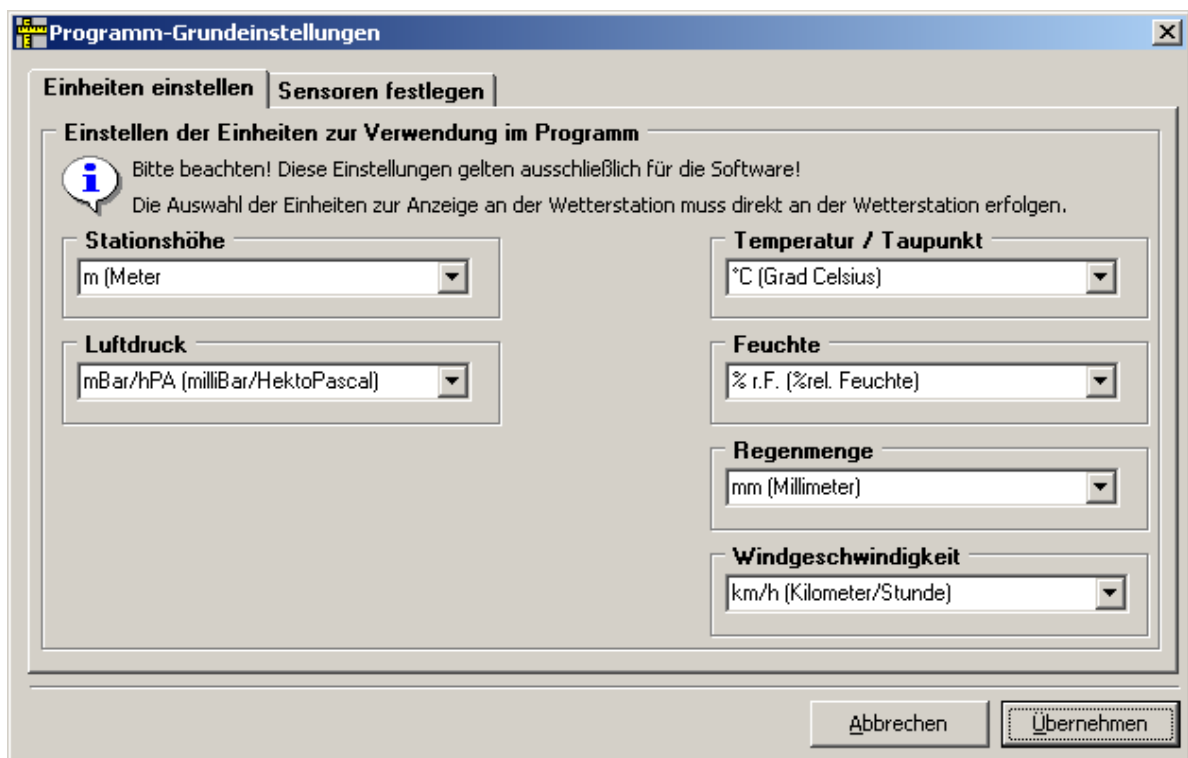 Programm-Grundeinstellungen
Einheiten einstellen
Sensoren festlegen
Einstellen der Einheiten zur Verwendung im Programm
Bitte beachten! Diese Einstellungen gelten ausschließlich für die Software!
Die Auswahl der Einheiten zur Anzeige an der Wetterstation muss direkt an der Wetterstation erfolgen.
Stationshöhe
m (Meter
Temperatur / Taupunkt
°C (Grad Celsius)
Luftdruck
mBar/hPA (milliBar/HektoPascal)
Feuchte
% r.F. (%rel. Feuchte)
Regenmenge
mm (Millimeter)
Windgeschwindigkeit
km/h (Kilometer/Stunde)
Abbrechen
Übernehmen